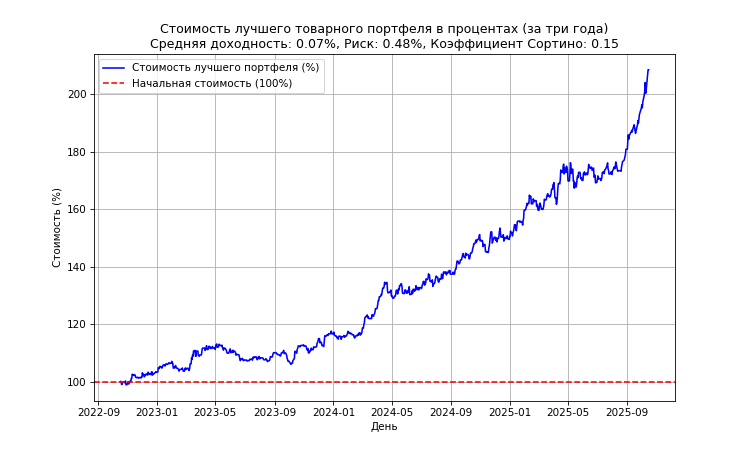 Стоимость лучшего товарного портфеля в процентах (за три года)
Средняя доходность: 0.07%, Риск: 0.48%, Коэффициент Сортино: 0.15
Стоимость лучшего портфеля (%)
Начальная стоимость (100%)
Стоимость (%)
200
180
160
140
120
100
2022-09
2023-01
2023-05
2023-09
2024-01
2024-05
2024-09
2025-01
2025-05
2025-09
День